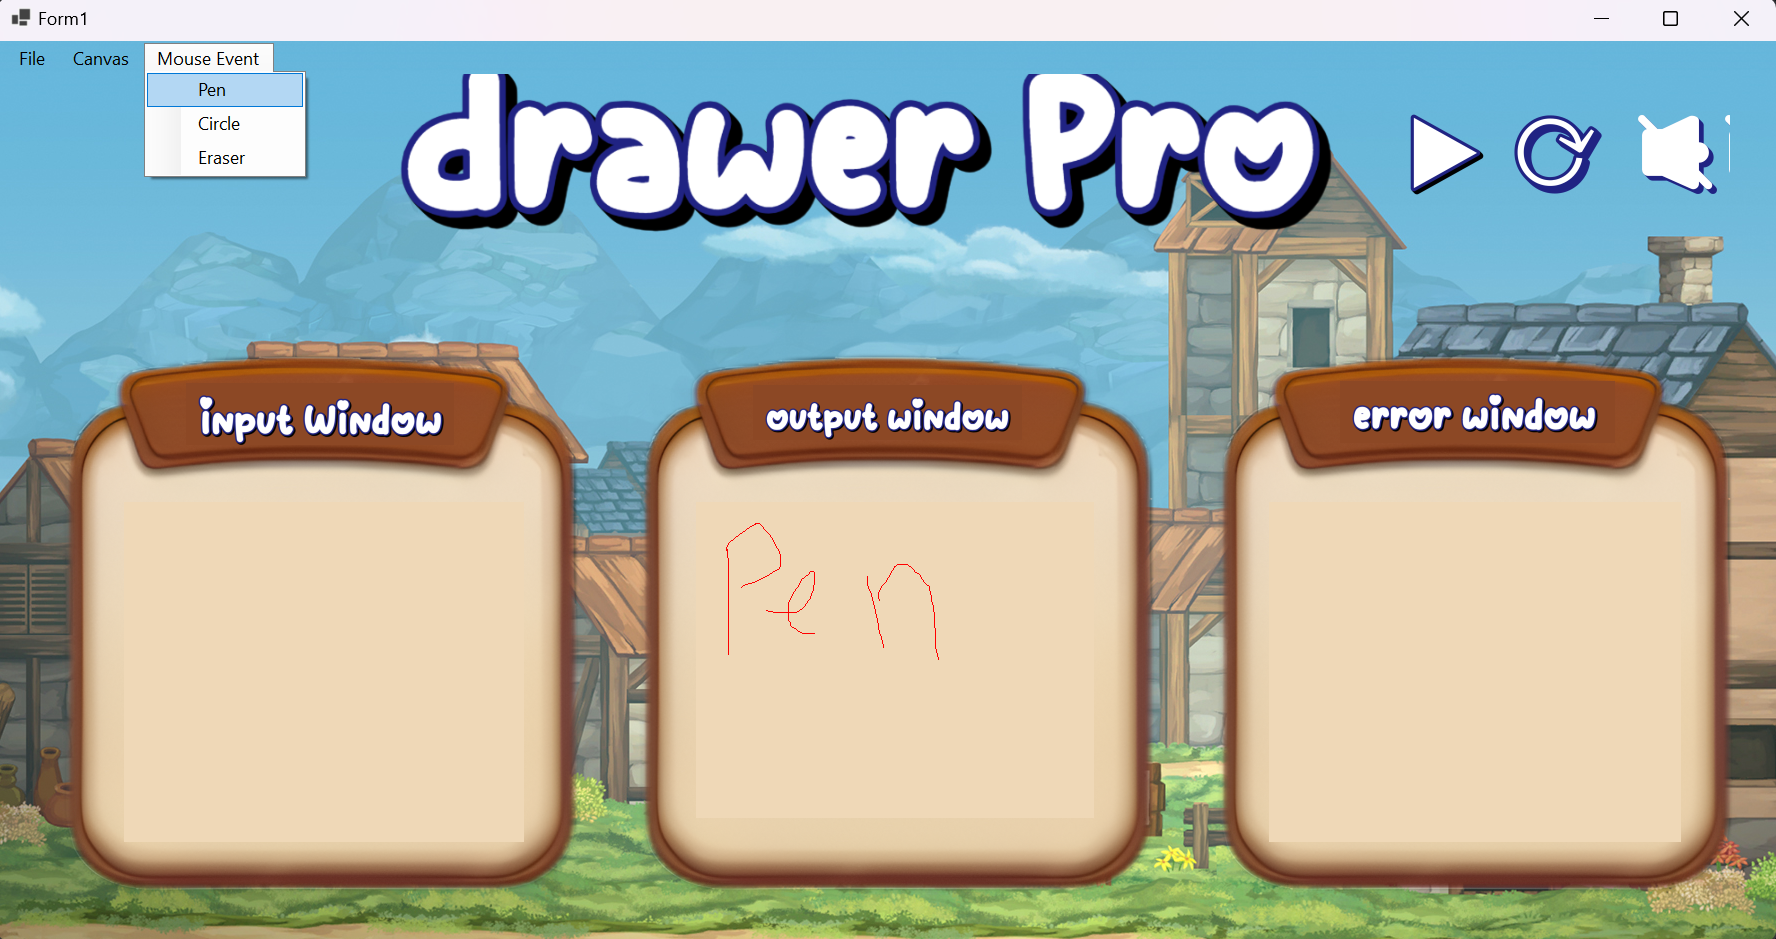 Form1
File Canvas Mouse Event
Pen
Circle
Eraser
drawer Pro
input Window
output window
error window
Pen